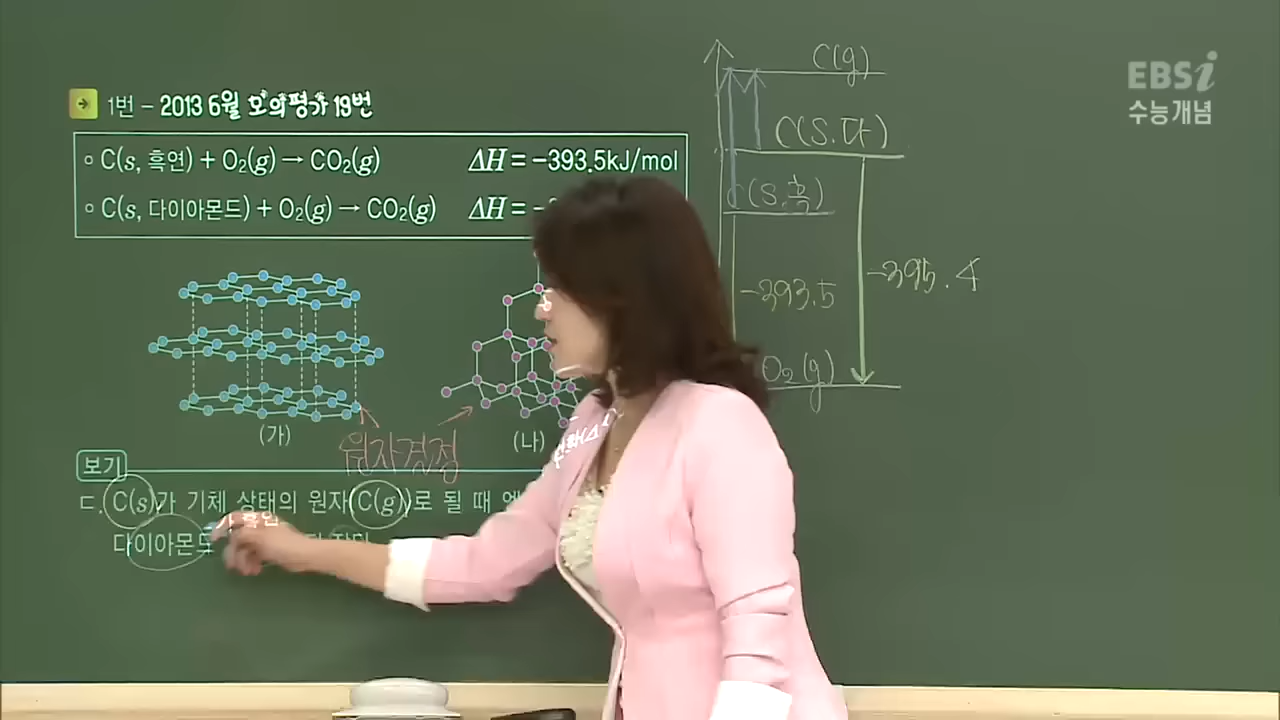 1번 – 2013 6월 모의평가 19번
◦ C(s, 흑연) + O₂(g) → CO₂(g) ΔH = −393.5kJ/mol
◦ C(s, 다이아몬드) + O₂(g) → CO₂(g) ΔH = −
(가)
(나)
원자결정
보기
ㄷ. C(s)가 기체 상태의 원자(C(g))로 될 때
다이아몬드
C(g)
C(S.다)
C(S.흑)
-393.5
-395.4
O₂(g)
EBSi
수능개념